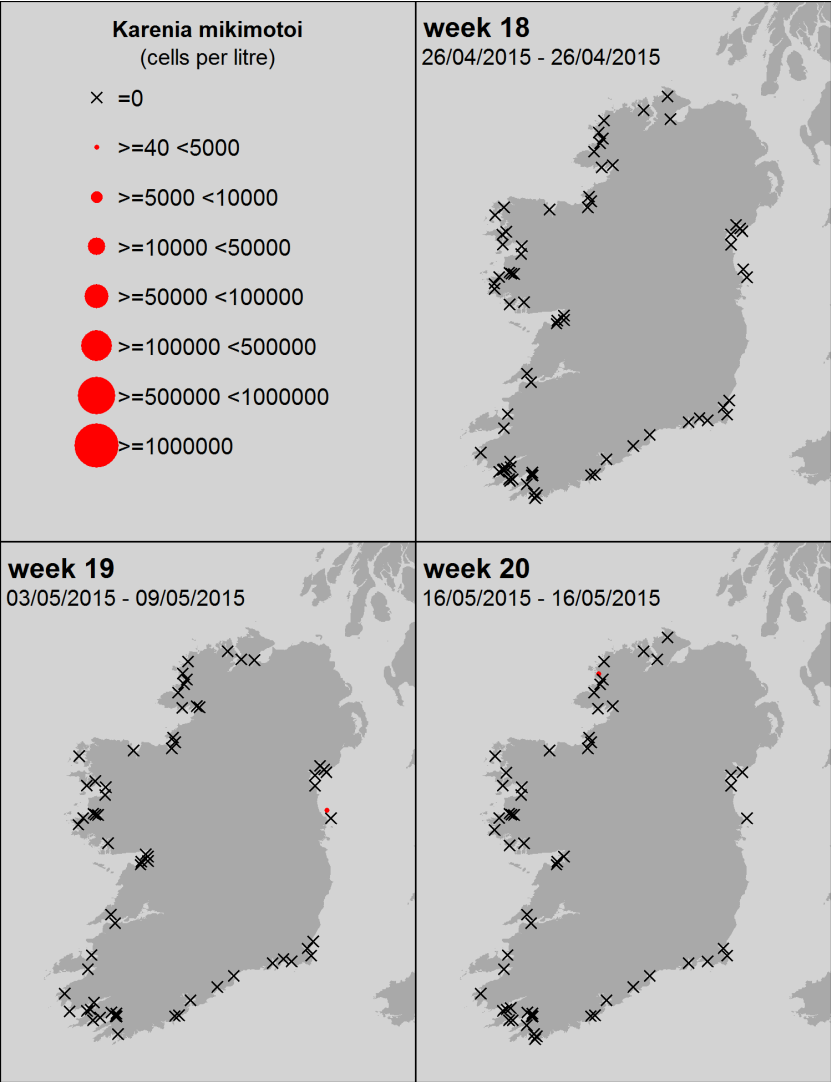 Karenia mikimotoi
(cells per litre)
=0
>=40 <5000
>=5000 <10000
>=10000 <50000
>=50000 <100000
>=100000 <500000
>=500000 <1000000
>=1000000
week 18
26/04/2015 - 26/04/2015
week 19
03/05/2015 - 09/05/2015
week 20
16/05/2015 - 16/05/2015